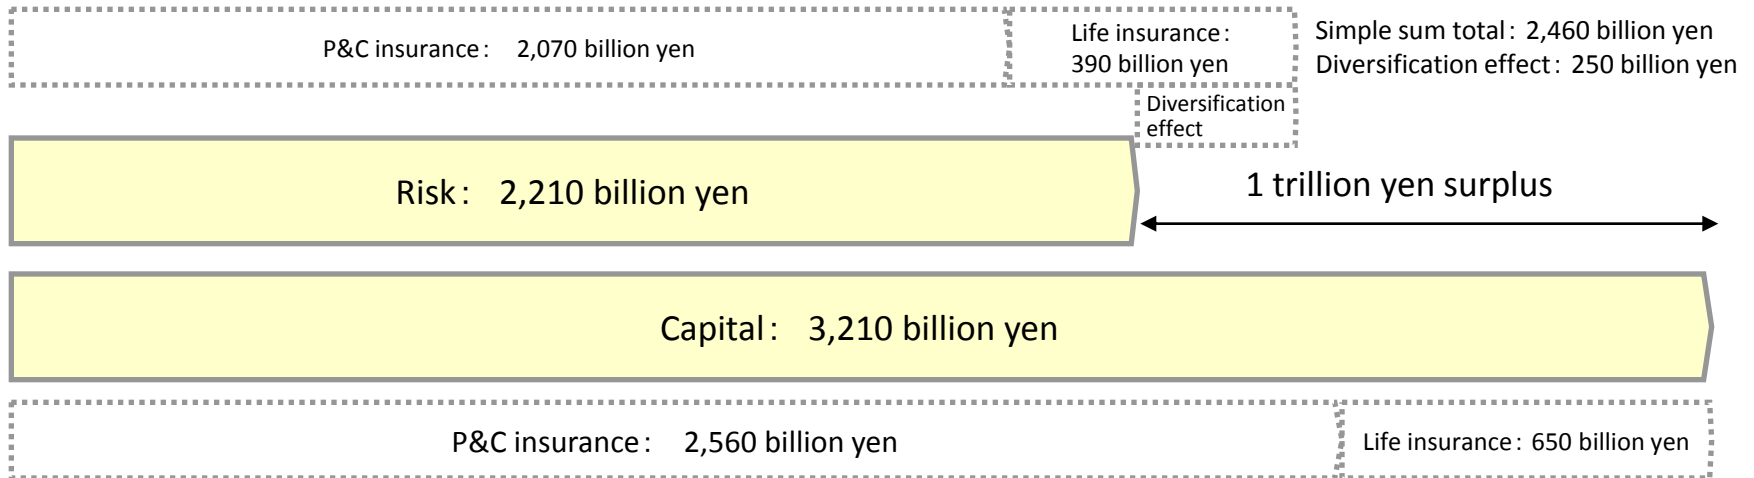 P&C insurance: 2,070 billion yen
Life insurance:
390 billion yen
Simple sum total: 2,460 billion yen
Diversification effect: 250 billion yen
Diversification
effect
Risk: 2,210 billion yen
1 trillion yen surplus
Capital: 3,210 billion yen
P&C insurance: 2,560 billion yen
Life insurance: 650 billion yen